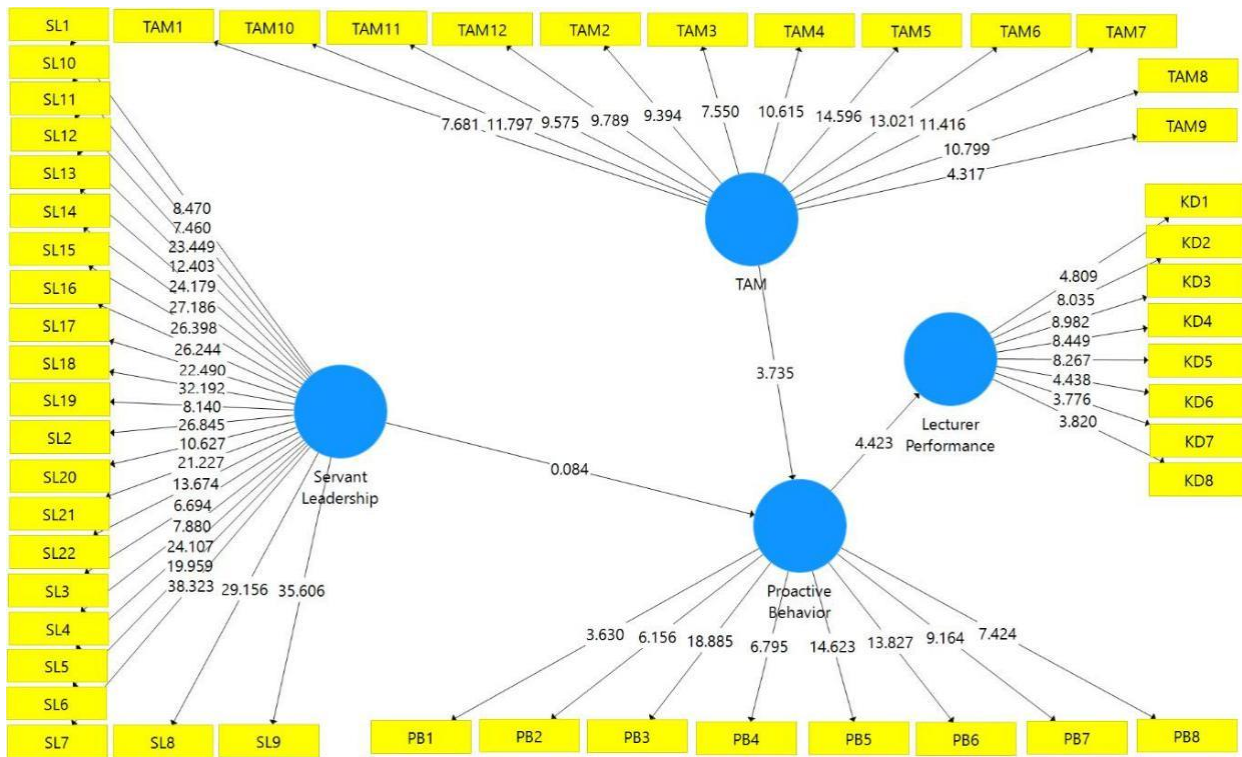 SL1
TAM1
TAM10
TAM11
TAM12
TAM2
TAM3
TAM4
TAM5
TAM6
TAM7
SL10
TAM8
SL11
SL12
TAM9
SL13
SL14
SL15
SL16
SL17
SL18
SL19
SL2
SL20
SL21
SL22
SL3
SL4
SL5
SL6
SL7
SL8
SL9
7.681
11.797
9.575
9.789
9.394
7.550
10.615
14.596
13.021
11.416
10.799
4.317
TAM
8.470
7.460
23.449
12.403
24.179
27.186
26.398
26.244
22.490
32.192
8.140
26.845
10.627
21.227
13.674
6.694
7.880
24.107
19.959
38.323
29.156
35.606
Servant
Leadership
0.084
3.735
4.423
KD1
KD2
KD3
KD4
KD5
KD6
KD7
KD8
4.809
8.035
8.982
8.449
8.267
4.438
3.776
3.820
Lecturer
Performance
Proactive
Behavior
3.630
6.156
18.885
6.795
14.623
13.827
9.164
7.424
PB1
PB2
PB3
PB4
PB5
PB6
PB7
PB8